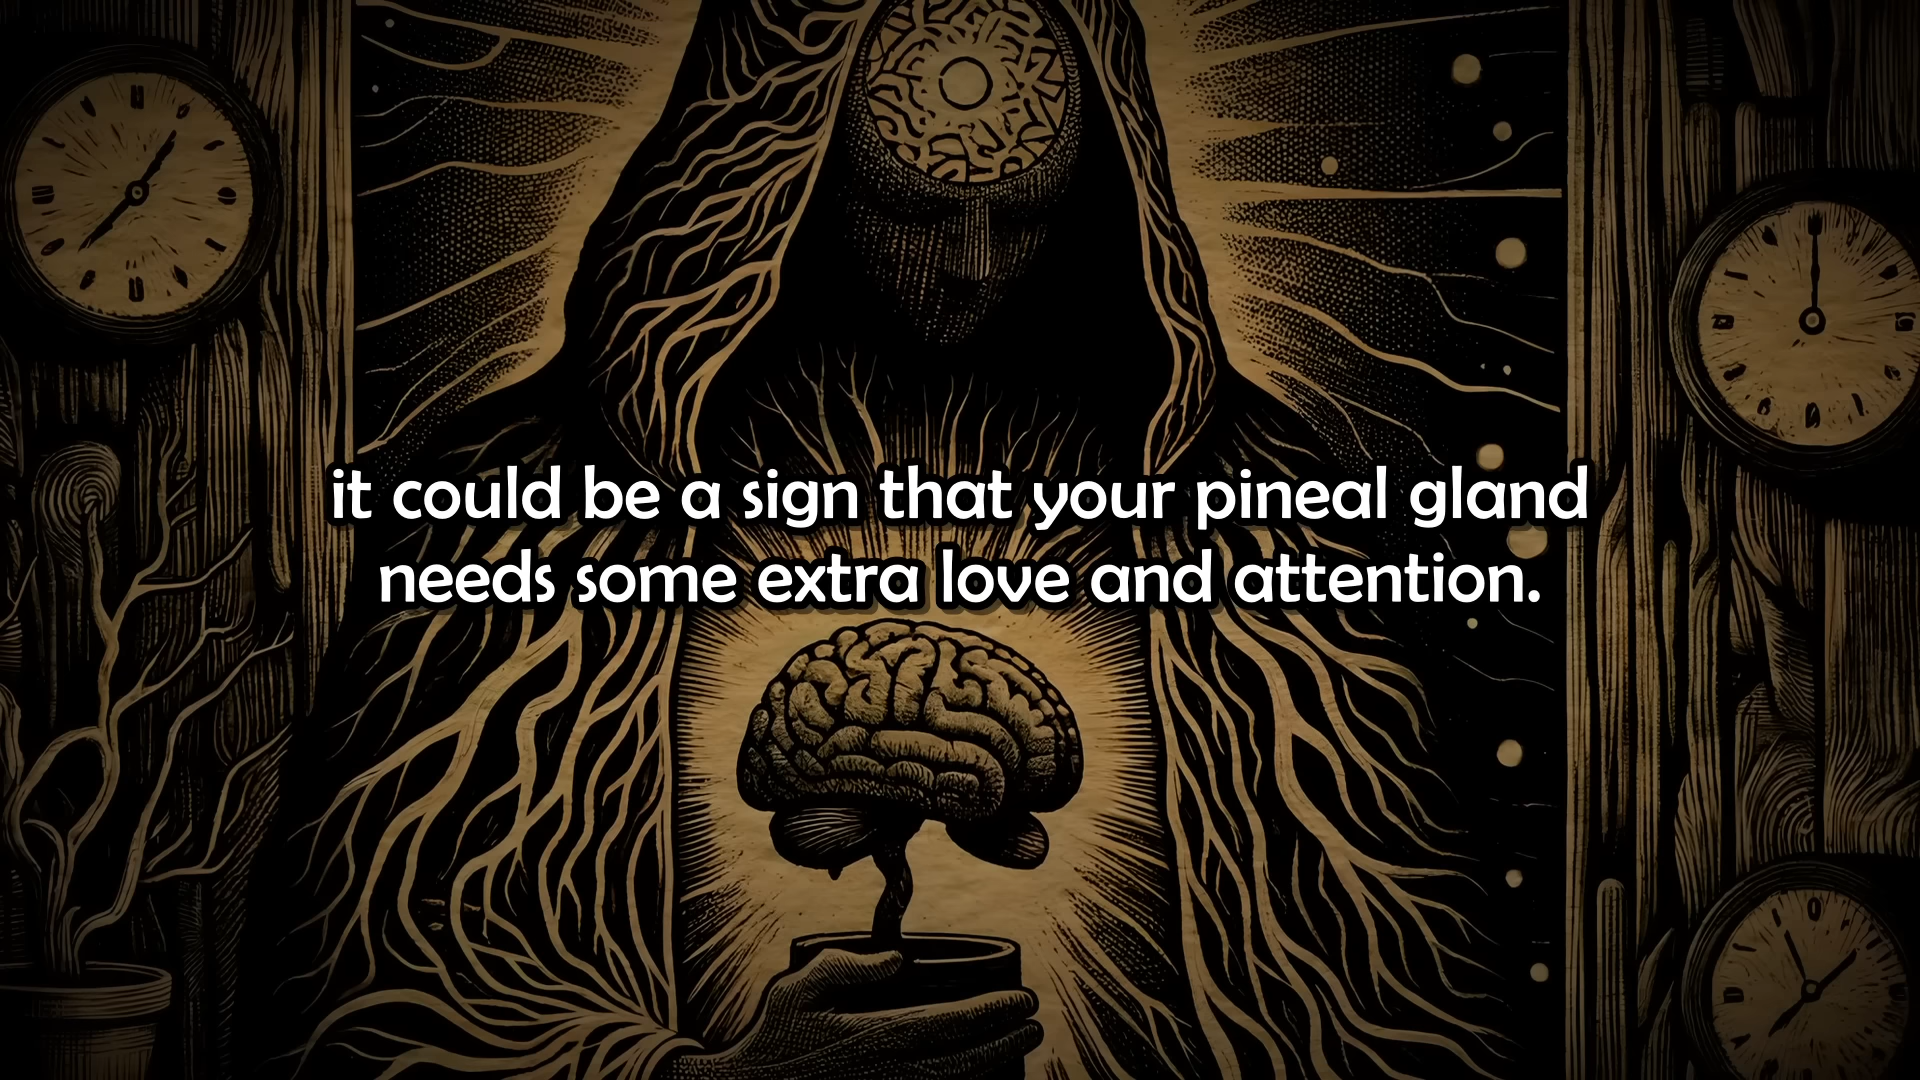 it could be a sign that your pineal gland
needs some extra love and attention.